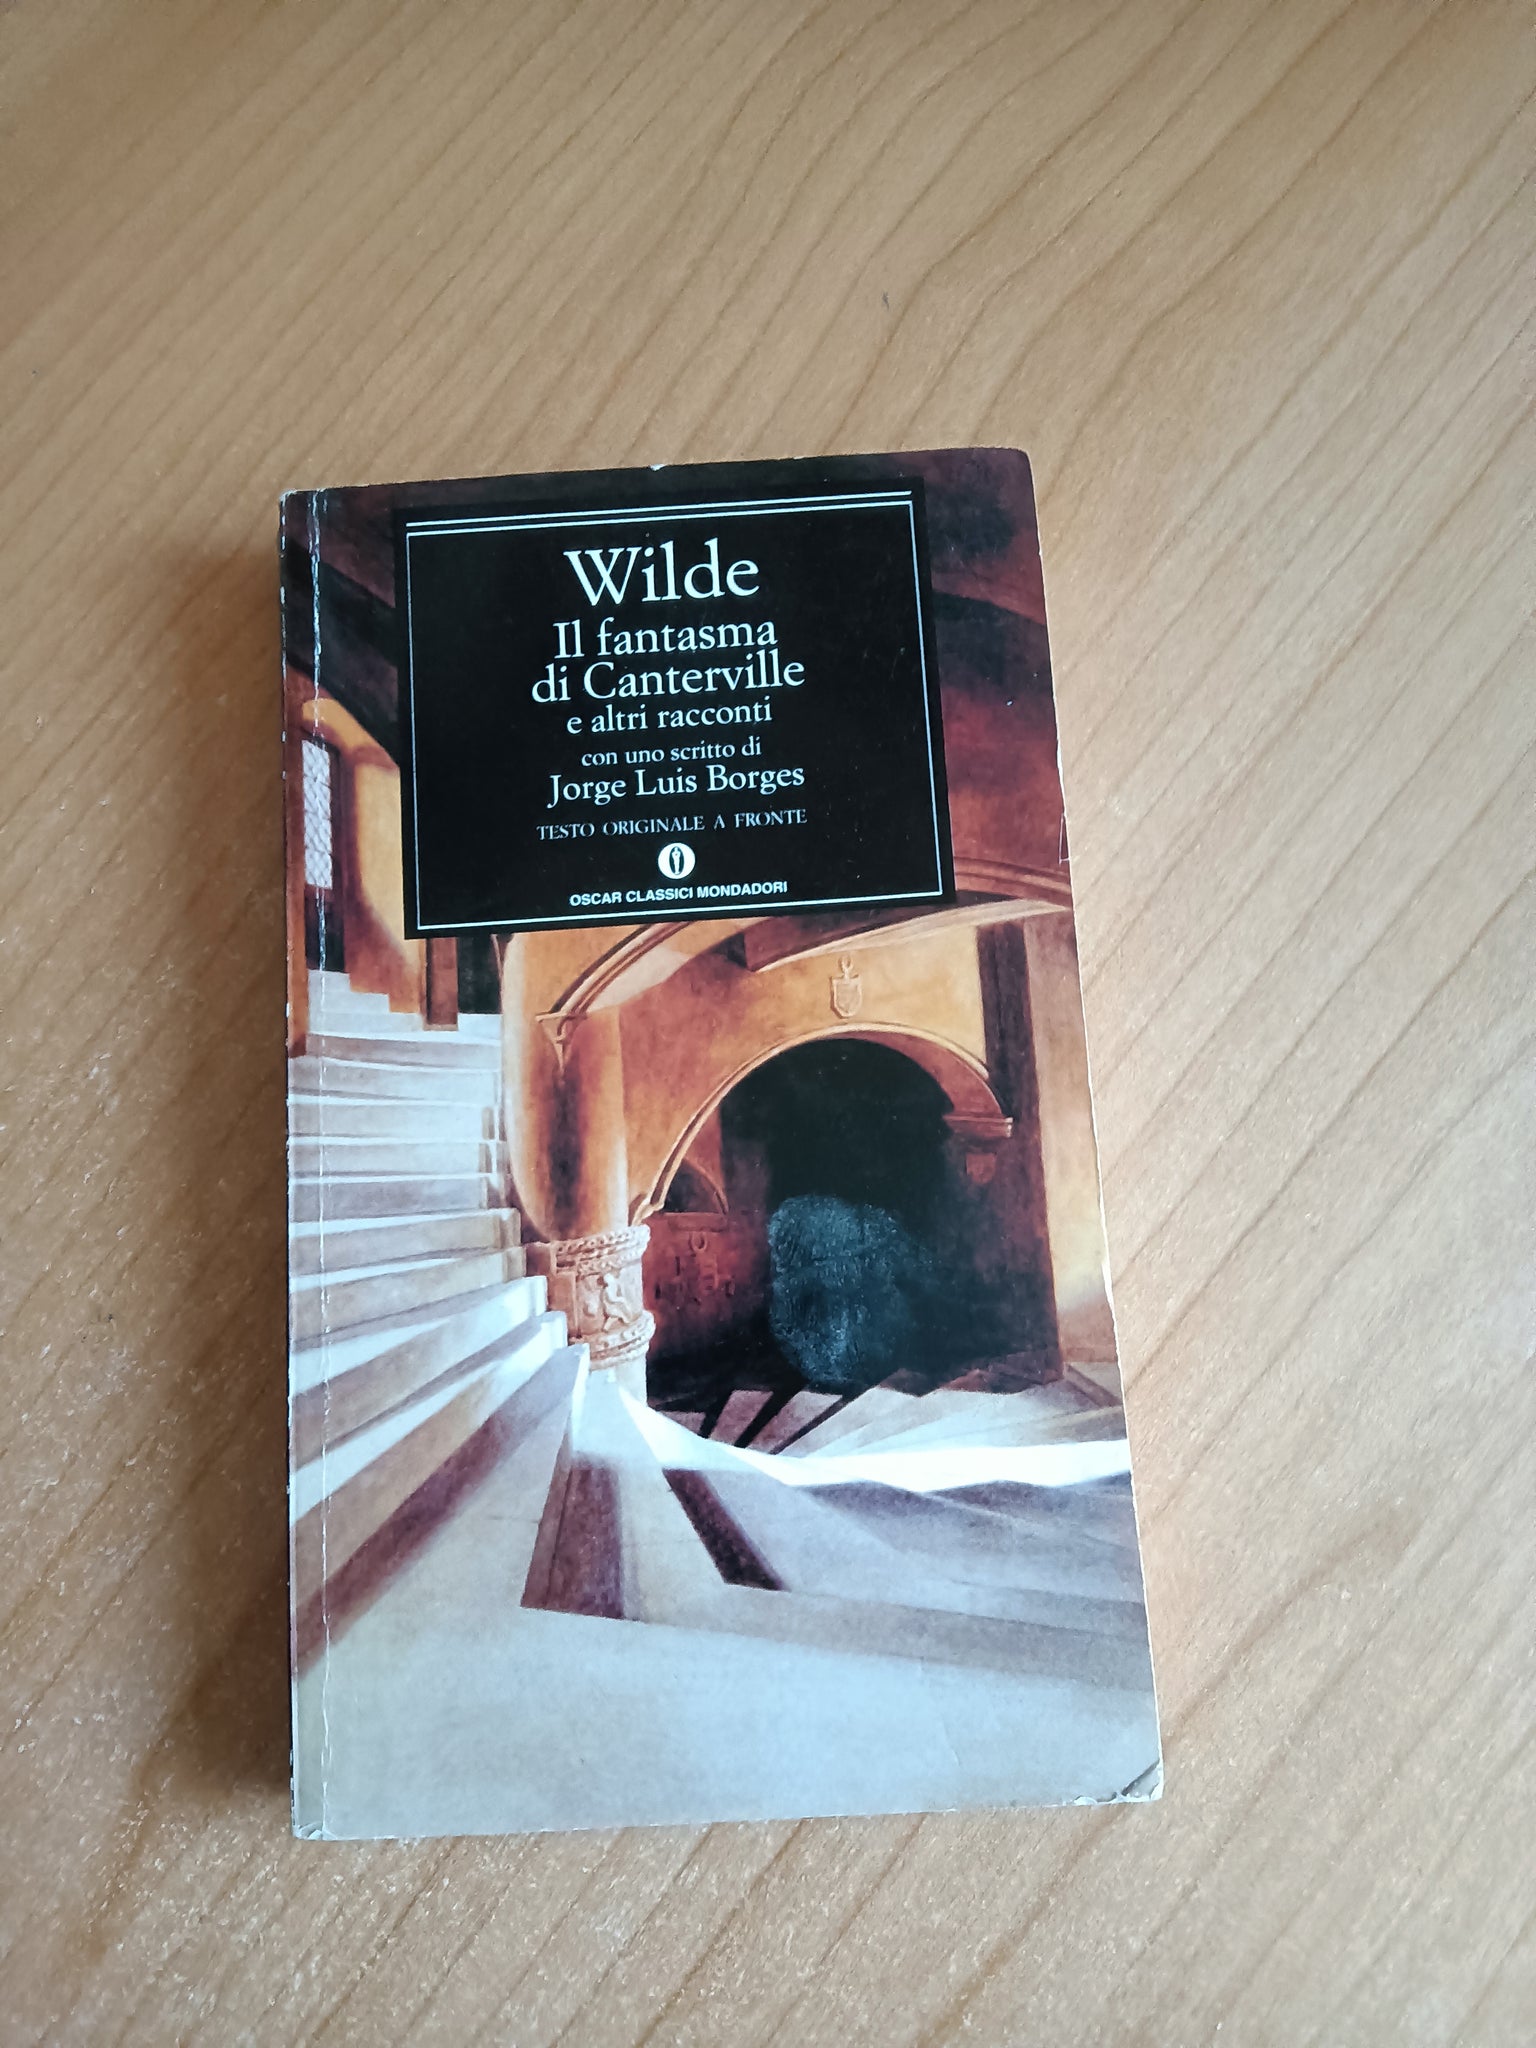 Wilde
Il fantasma
di Canterville
e altri racconti
con uno scritto di
Jorge Luis Borges
TESTO ORIGINALE A FRONTE
OSCAR CLASSICI MONDADORI